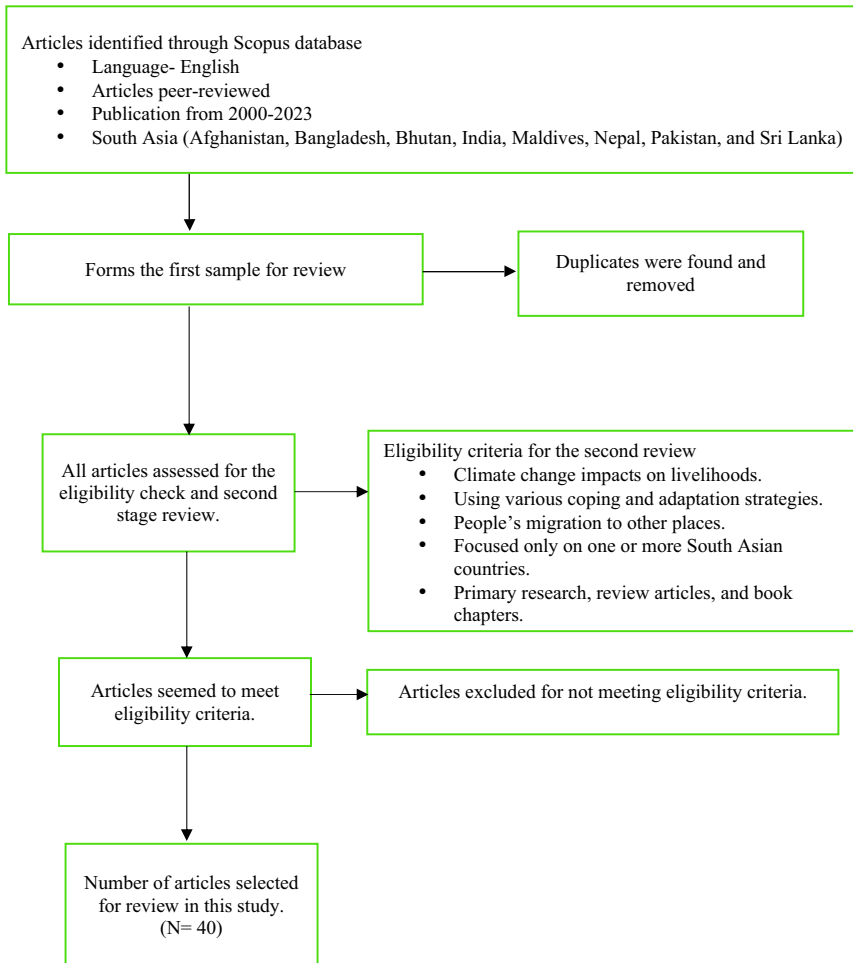 Articles identified through Scopus database
• Language- English
• Articles peer-reviewed
• Publication from 2000-2023
• South Asia (Afghanistan, Bangladesh, Bhutan, India, Maldives, Nepal, Pakistan, and Sri Lanka)
Forms the first sample for review
Duplicates were found and
removed
All articles assessed for the
eligibility check and second
stage review.
Eligibility criteria for the second review
• Climate change impacts on livelihoods.
• Using various coping and adaptation strategies.
• People’s migration to other places.
• Focused only on one or more South Asian
countries.
• Primary research, review articles, and book
chapters.
Articles seemed to meet
eligibility criteria.
Articles excluded for not meeting eligibility criteria.
Number of articles selected
for review in this study.
(N= 40)